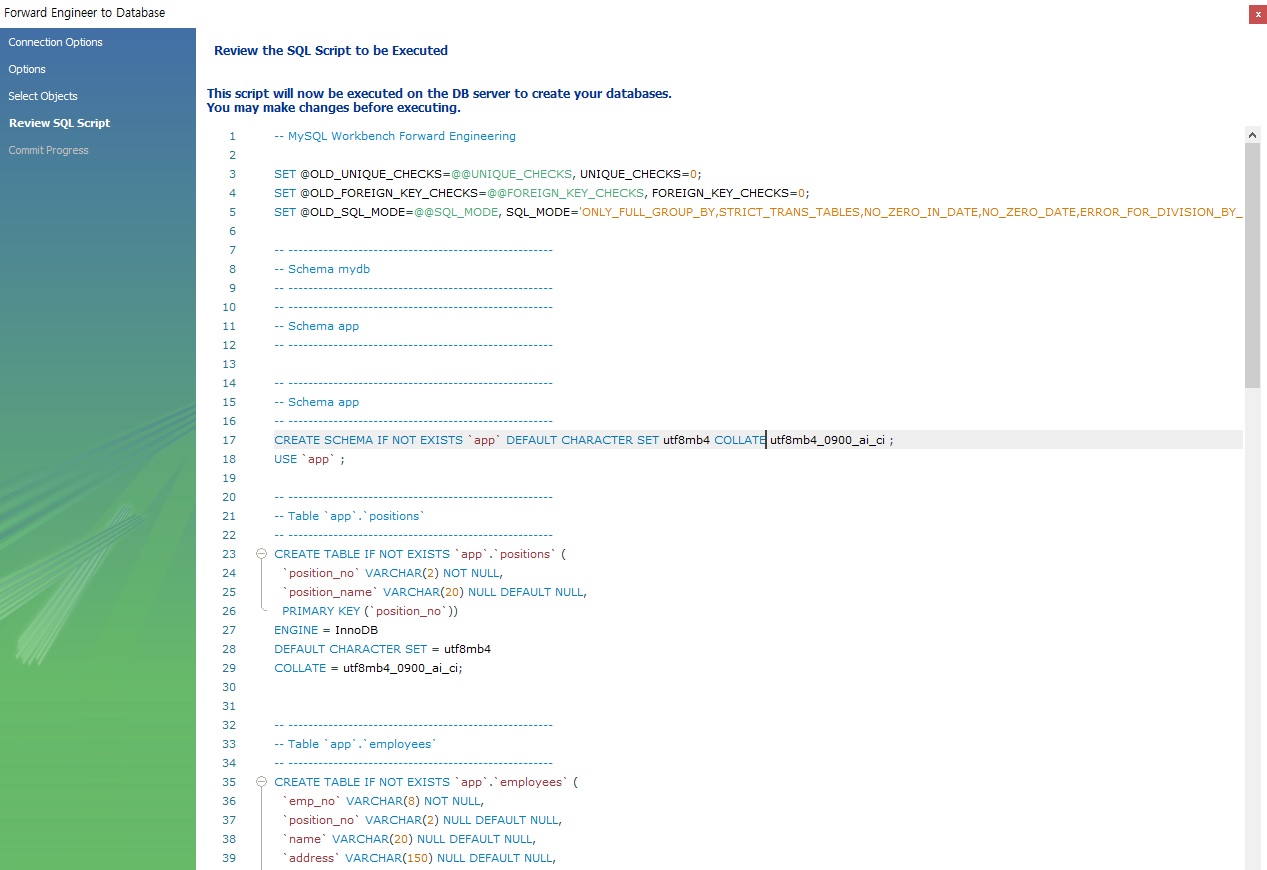 Forward Engineer to Database
x
Connection Options
Options
Select Objects
Review SQL Script
Commit Progress
Review the SQL Script to be Executed
This script will now be executed on the DB server to create your databases.
You may make changes before executing.
1 -- MySQL Workbench Forward Engineering
2
3 SET @OLD_UNIQUE_CHECKS=@@UNIQUE_CHECKS, UNIQUE_CHECKS=0;
4 SET @OLD_FOREIGN_KEY_CHECKS=@@FOREIGN_KEY_CHECKS, FOREIGN_KEY_CHECKS=0;
5 SET @OLD_SQL_MODE=@@SQL_MODE, SQL_MODE='ONLY_FULL_GROUP_BY,STRICT_TRANS_TABLES,NO_ZERO_IN_DATE,NO_ZERO_DATE,ERROR_FOR_DIVISION_BY_
6
7 -- -----------------------------------------------------
8 -- Schema mydb
9 -- -----------------------------------------------------
10 -- -----------------------------------------------------
11 -- Schema app
12 -- -----------------------------------------------------
13
14 -- -----------------------------------------------------
15 -- Schema app
16 -- -----------------------------------------------------
17 CREATE SCHEMA IF NOT EXISTS `app` DEFAULT CHARACTER SET utf8mb4 COLLATE utf8mb4_0900_ai_ci ;
18 USE `app` ;
19
20 -- -----------------------------------------------------
21 -- Table `app`.`positions`
22 -- -----------------------------------------------------
23 CREATE TABLE IF NOT EXISTS `app`.`positions` (
24 `position_no` VARCHAR(2) NOT NULL,
25 `position_name` VARCHAR(20) NULL DEFAULT NULL,
26 PRIMARY KEY (`position_no`))
27 ENGINE = InnoDB
28 DEFAULT CHARACTER SET = utf8mb4
29 COLLATE = utf8mb4_0900_ai_ci;
30
31
32 -- -----------------------------------------------------
33 -- Table `app`.`employees`
34 -- -----------------------------------------------------
35 CREATE TABLE IF NOT EXISTS `app`.`employees` (
36 `emp_no` VARCHAR(8) NOT NULL,
37 `position_no` VARCHAR(2) NULL DEFAULT NULL,
38 `name` VARCHAR(20) NULL DEFAULT NULL,
39 `address` VARCHAR(150) NULL DEFAULT NULL,